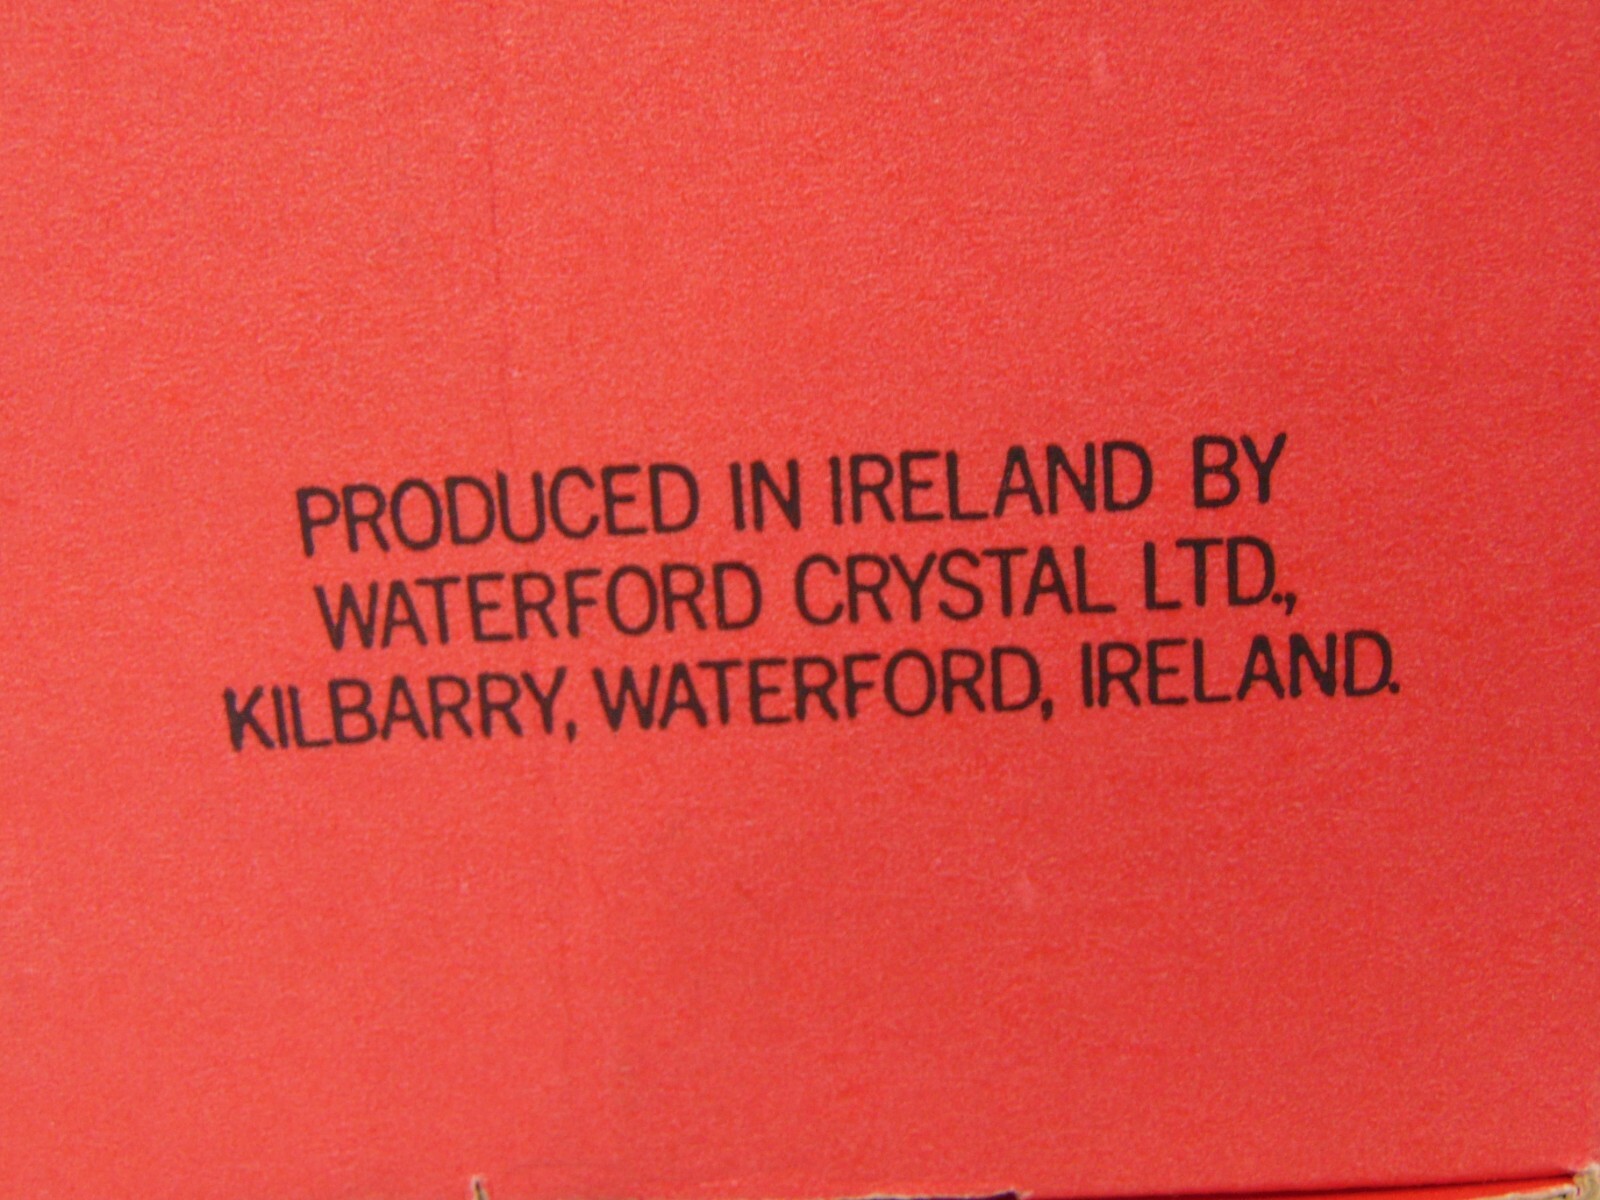 PRODUCED IN IRELAND BY
WATERFORD CRYSTAL LTD.,
KILBARRY, WATERFORD, IRELAND.